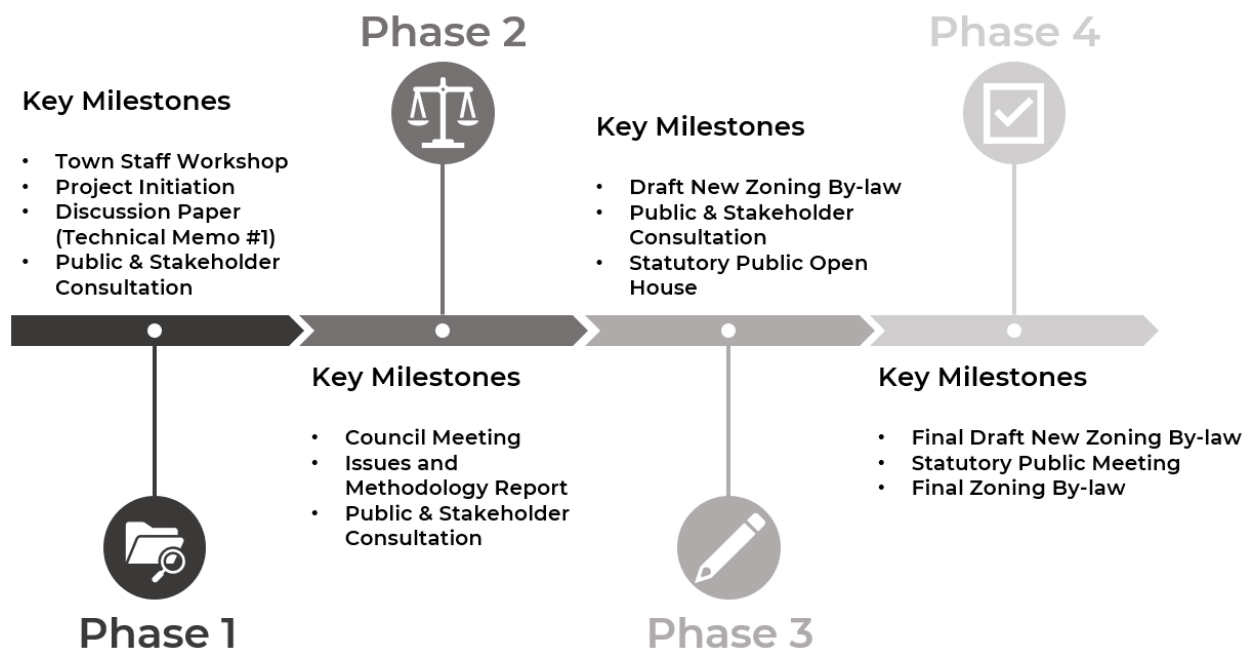 Phase 1
Key Milestones
• Town Staff Workshop
• Project Initiation
• Discussion Paper
(Technical Memo #1)
• Public & Stakeholder
Consultation
Phase 2
Key Milestones
• Council Meeting
• Issues and
Methodology Report
• Public & Stakeholder
Consultation
Phase 3
Key Milestones
• Draft New Zoning By-law
• Public & Stakeholder
Consultation
• Statutory Public Open
House
Phase 4
Key Milestones
• Final Draft New Zoning By-law
• Statutory Public Meeting
• Final Zoning By-law